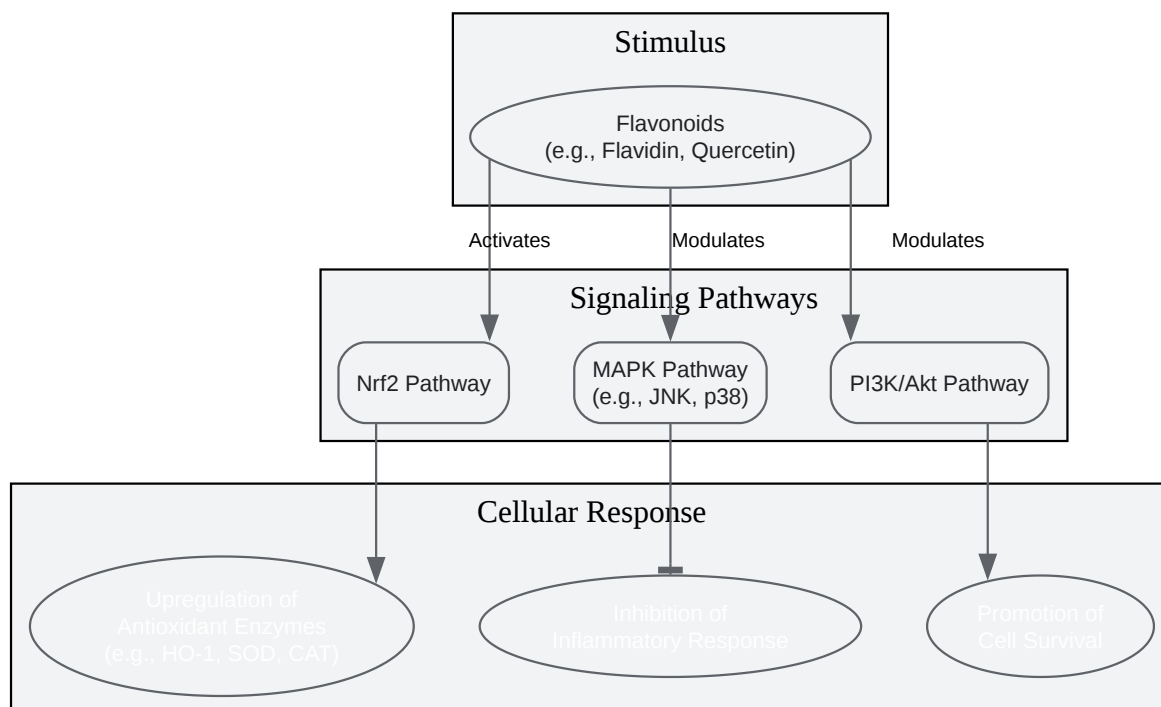 Stimulus
Flavonoids
(e.g., Flavidin, Quercetin)
Activates
Modulates
Modulates
Signaling Pathways
Nrf2 Pathway
MAPK Pathway
(e.g., JNK, p38)
PI3K/Akt Pathway
Cellular Response
Upregulation of
Antioxidant Enzymes
(e.g., HO-1, SOD, CAT)
Inhibition of
Inflammatory Response
Promotion of
Cell Survival